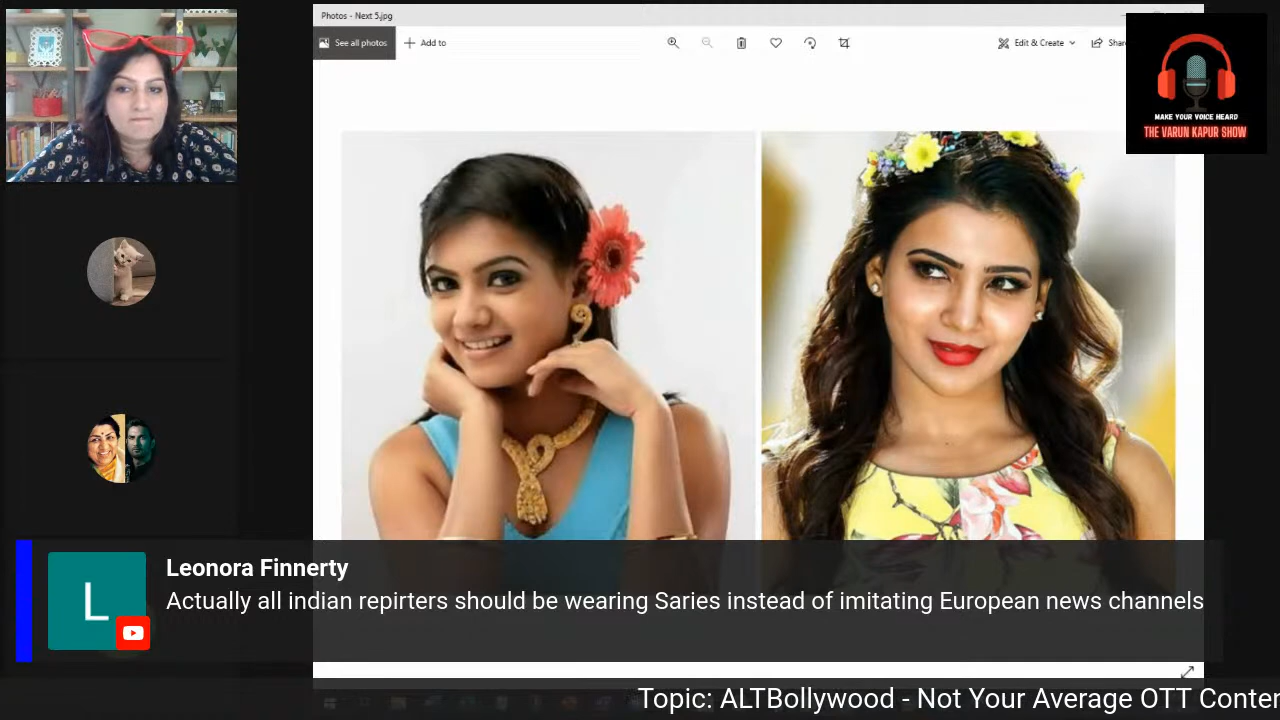 Photos - Next 5.jpg
See all photos
Add to
Edit & Create
Shar
MAKE YOUR VOICE HEARD
THE VARUN KAPUR SHOW
L
Leonora Finnerty
Actually all indian repirters should be wearing Saries instead of imitating European news channels
Topic: ALTBollywood - Not Your Average OTT Conter